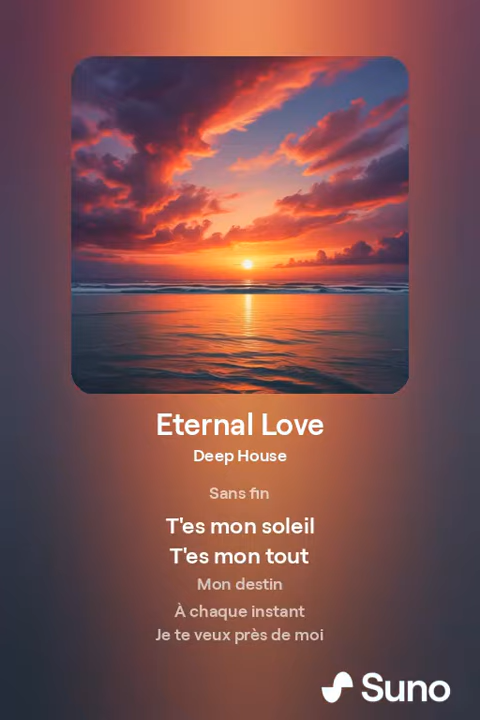 Eternal Love
Deep House
Sans fin
T'es mon soleil
T'es mon tout
Mon destin
À chaque instant
Je te veux près de moi
Suno